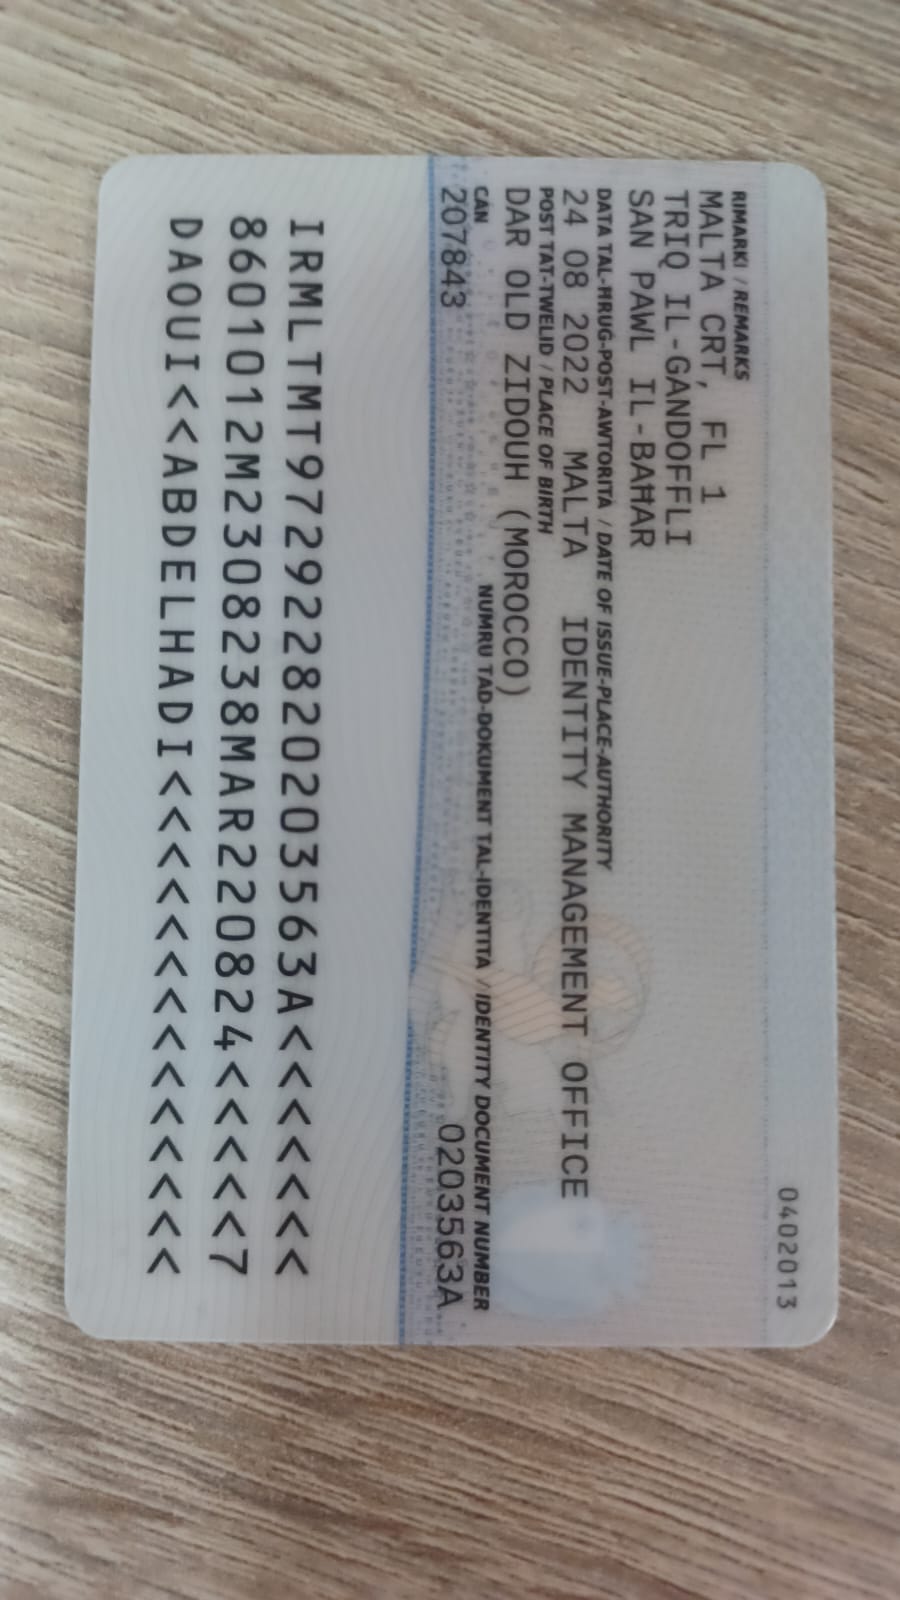 0402013
RIMARKI / REMARKS
MALTA CRT, FL 1
TRIQ IL-GANDOFFLI
SAN PAWL IL-BAĦAR
DATA TAL-ĦRUG-POST-AWTORITA / DATE OF ISSUE-PLACE-AUTHORITY
24 08 2022 MALTA IDENTITY MANAGEMENT OFFICE
POST TAT-TWELID / PLACE OF BIRTH
DAR OLD ZIDOUH (MOROCCO)
CAN
207843
NUMRU TAD-DOKUMENT TAL-IDENTITA / IDENTITY DOCUMENT NUMBER
0203563A
IRMLTMT972922820203563A<<<<<<<
8601012M2308238MAR220824<<<<<7
DAOUI<<ABDELHADI<<<<<<<<<<<<<<